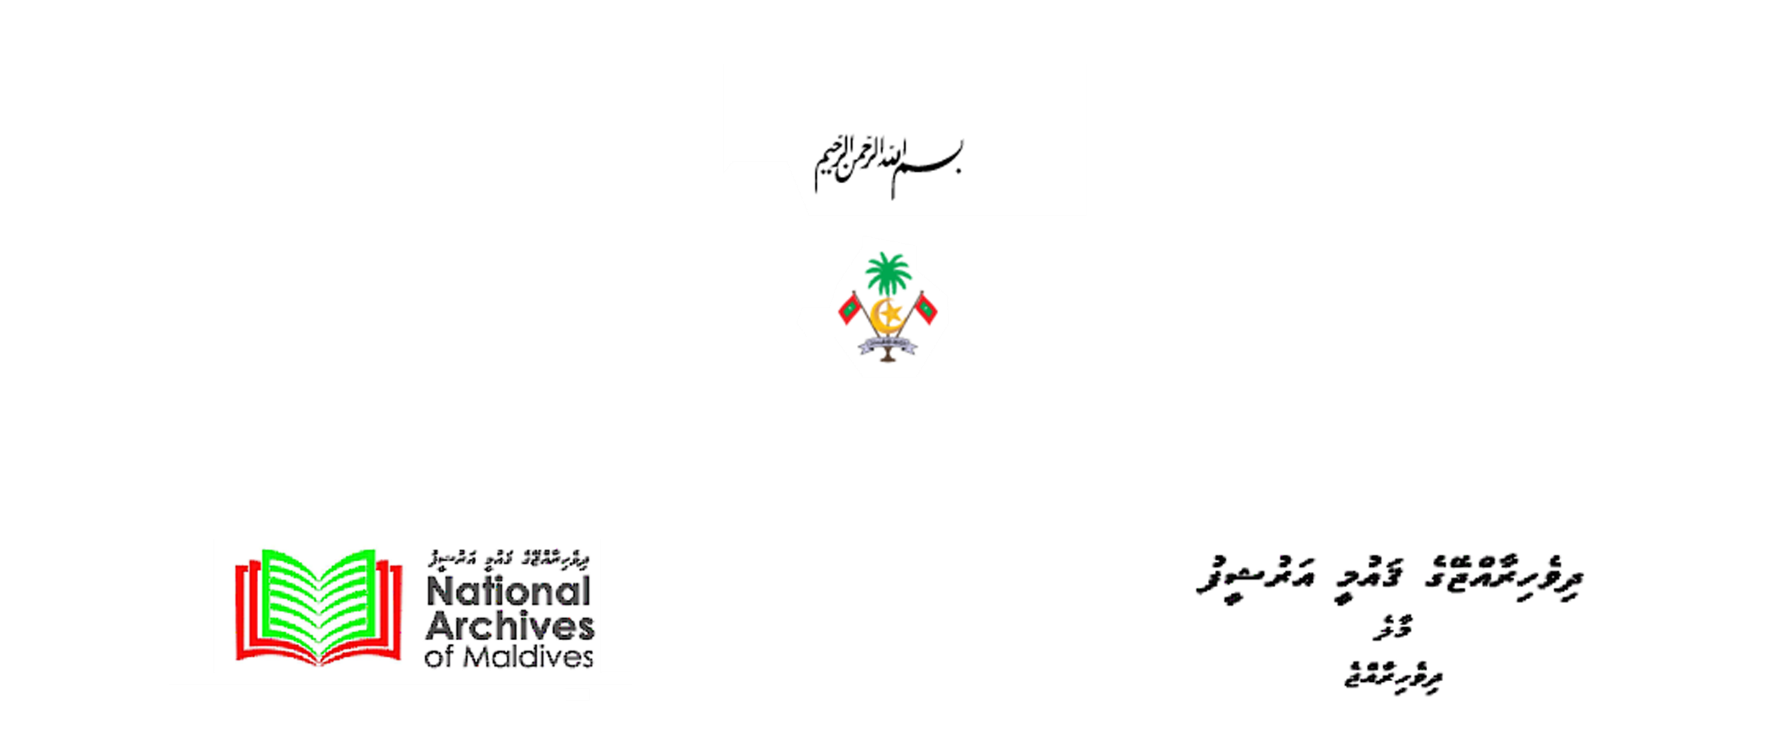 بسم الله الرحمن الرحيم
ދިވެހިރާއްޖޭގެ ޤައުމީ އަރުޝީފު
National
Archives
of Maldives
ދިވެހިރާއްޖޭގެ ޤައުމީ އަރުޝީފު
މާލެ
ދިވެހިރާއްޖެ